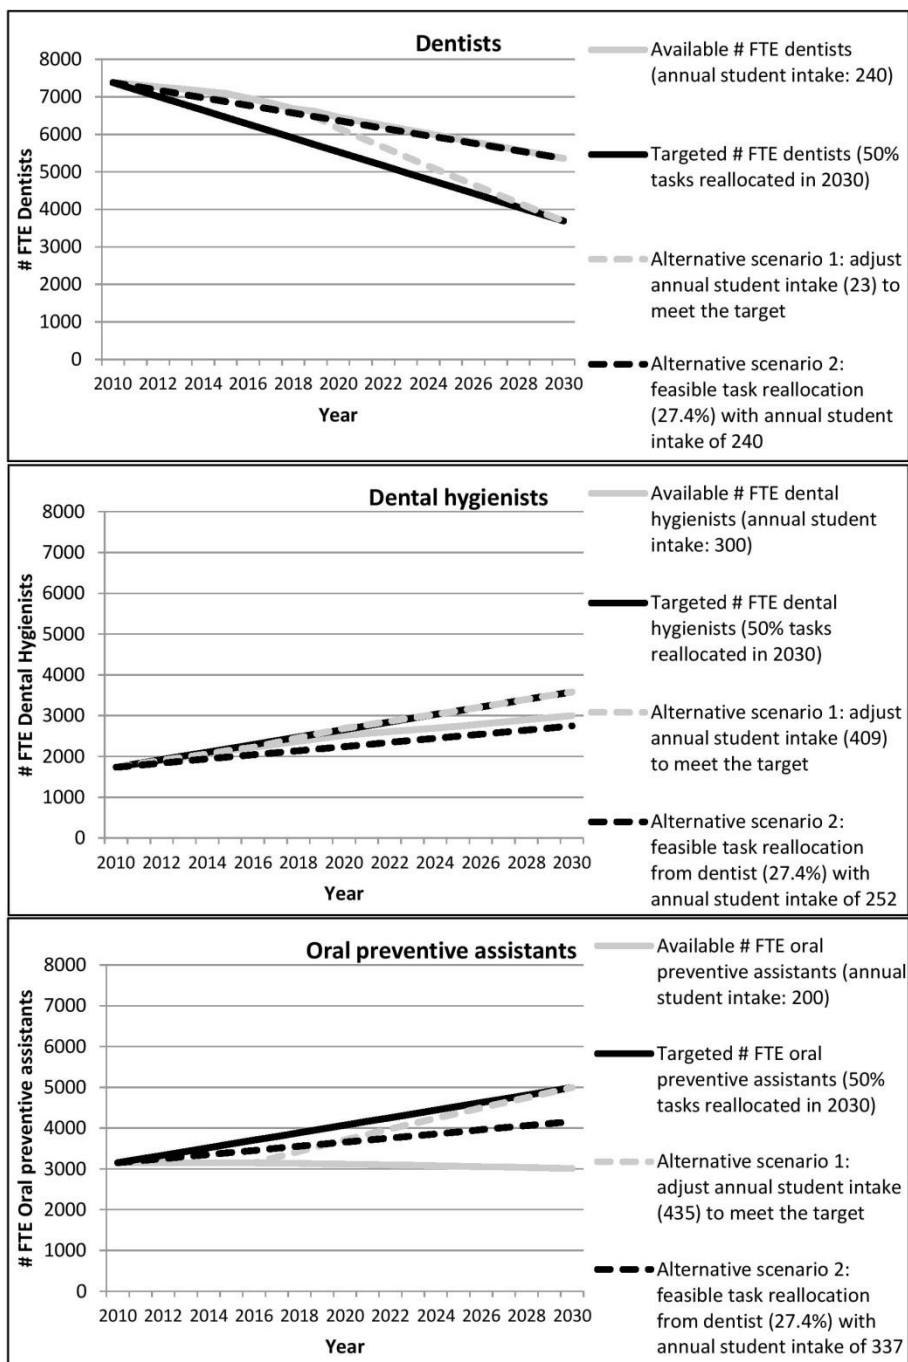 Dentists
8000
7000
6000
5000
4000
3000
2000
1000
0
# FTE Dentists
2010 2012 2014 2016 2018 2020 2022 2024 2026 2028 2030
Year
Available # FTE dentists
(annual student intake: 240)
Targeted # FTE dentists (50%
tasks reallocated in 2030)
Alternative scenario 1: adjust
annual student intake (23) to
meet the target
Alternative scenario 2:
feasible task reallocation
(27.4%) with annual student
intake of 240
Dental hygienists
8000
7000
6000
5000
4000
3000
2000
1000
0
# FTE Dental Hygienists
2010 2012 2014 2016 2018 2020 2022 2024 2026 2028 2030
Year
Available # FTE dental
hygienists (annual student
intake: 300)
Targeted # FTE dental
hygienists (50% tasks
reallocated in 2030)
Alternative scenario 1: adjust
annual student intake (409)
to meet the target
Alternative scenario 2:
feasible task reallocation
from dentist (27.4%) with
annual student intake of 252
Oral preventive assistants
8000
7000
6000
5000
4000
3000
2000
1000
0
# FTE Oral preventive assistants
2010 2012 2014 2016 2018 2020 2022 2024 2026 2028 2030
Year
Available # FTE oral
preventive assistants (annual
student intake: 200)
Targeted # FTE oral
preventive assistants (50%
tasks reallocated in 2030)
Alternative scenario 1:
adjust annual student intake
(435) to meet the target
Alternative scenario 2:
feasible task reallocation
from dentist (27.4%) with
annual student intake of 337